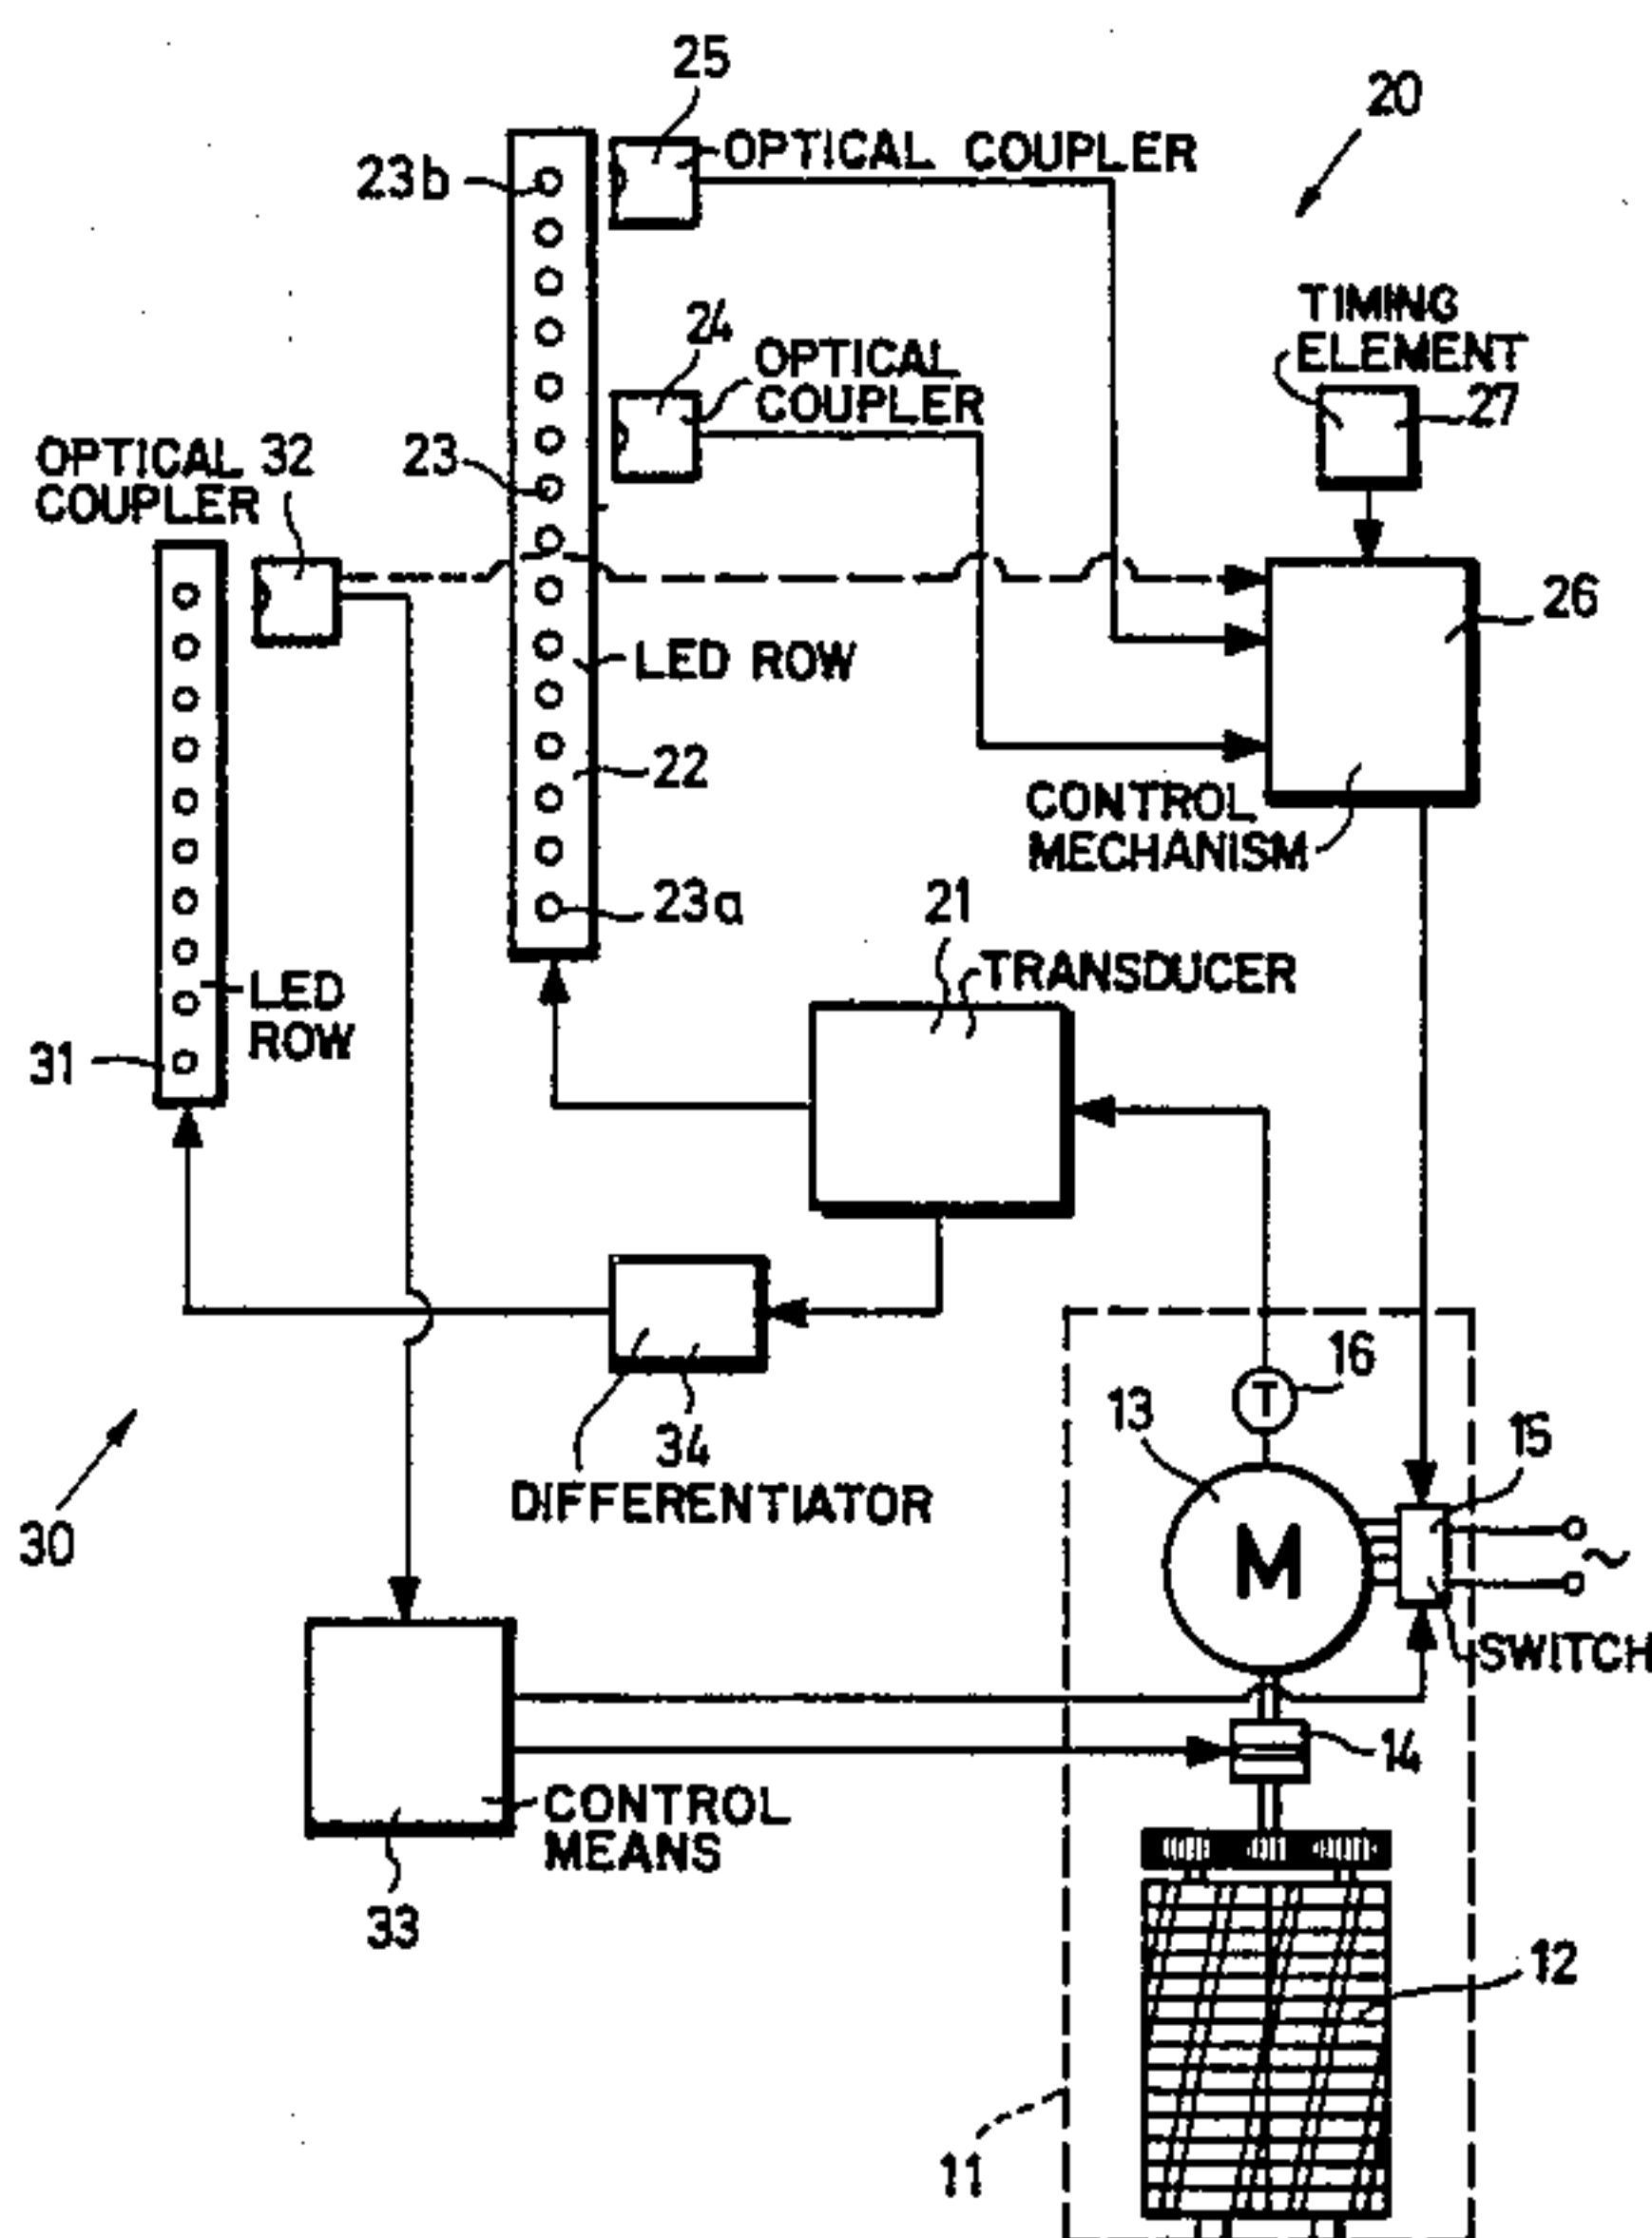 25
20
OPTICAL COUPLER
23b
TIMING
ELEMENT
27
24
OPTICAL
COUPLER
23
OPTICAL
COUPLER
32
26
LED ROW
22
CONTROL
MECHANISM
23a
21
TRANSDUCER
LED
ROW
31
16
T
13
15
34
DIFFERENTIATOR
30
M
~
SWITCH
14
CONTROL
MEANS
33
12
11